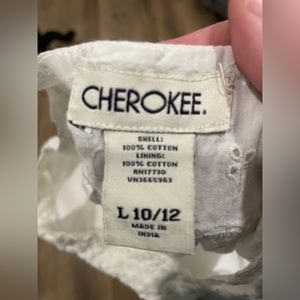 CHEROKEE.
SHELL:
100% COTTON
LINING:
100% COTTON
RN17730
VN3665963
L 10/12
MADE IN
INDIA